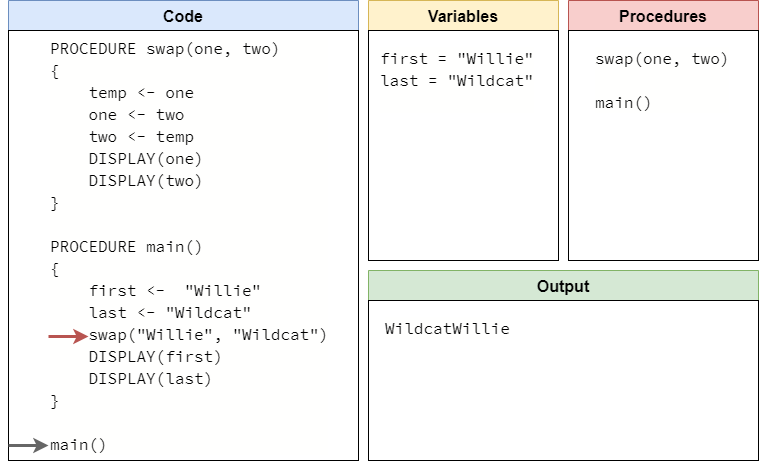 Code
PROCEDURE swap(one, two)
{
    temp <- one
    one <- two
    two <- temp
    DISPLAY(one)
    DISPLAY(two)
}

PROCEDURE main()
{
    first <-  "Willie"
    last <- "Wildcat"
    swap("Willie", "Wildcat")
    DISPLAY(first)
    DISPLAY(last)
}

main()
Variables
first = "Willie"
last = "Wildcat"
Procedures
swap(one, two)
main()
Output
WildcatWillie